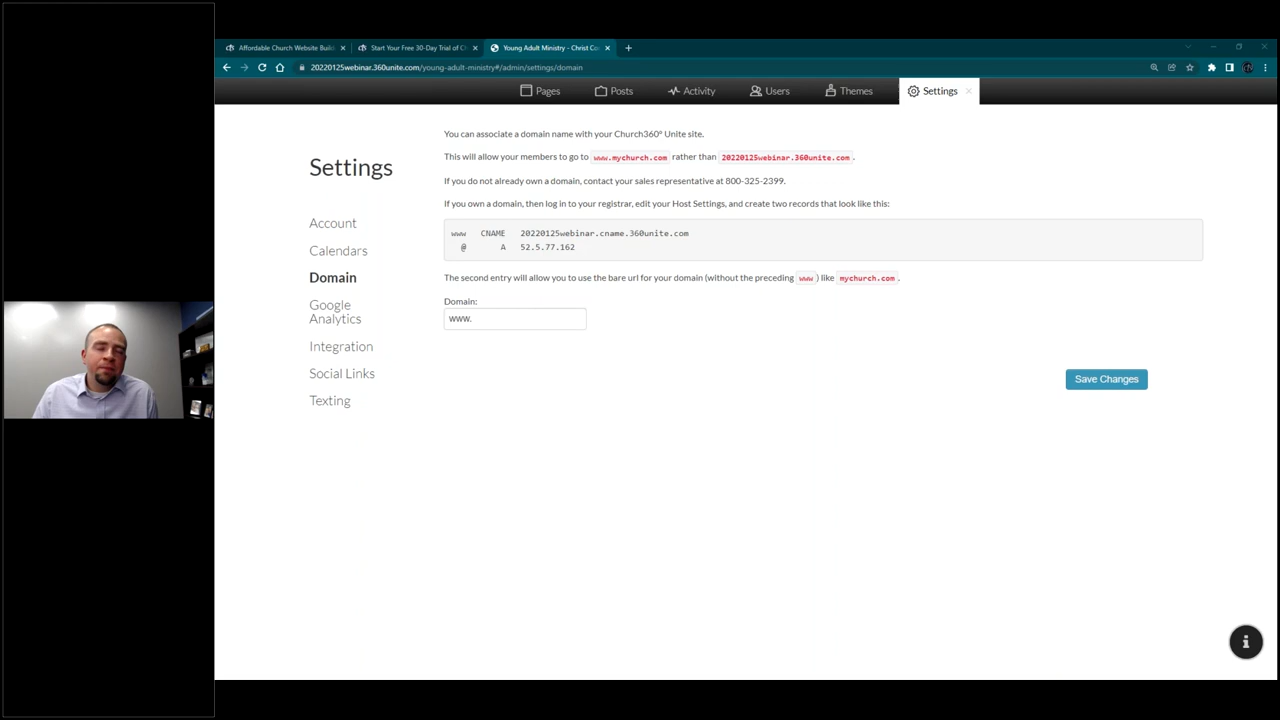 Affordable Church Website Build
Start Your Free 30-Day Trial of Ch
Young Adult Ministry - Christ Co
20220125webinar.360unite.com/young-adult-ministry#/admin/settings/domain
Pages
Posts
Activity
Users
Themes
Settings
Settings
Account
Calendars
Domain
Google
Analytics
Integration
Social Links
Texting
You can associate a domain name with your Church360° Unite site.
This will allow your members to go to www.mychurch.com rather than 20220125webinar.360unite.com .
If you do not already own a domain, contact your sales representative at 800-325-2399.
If you own a domain, then log in to your registrar, edit your Host Settings, and create two records that look like this:
www CNAME 20220125webinar.cname.360unite.com
@ A 52.5.77.162
The second entry will allow you to use the bare url for your domain (without the preceding www ) like mychurch.com .
Domain:
www.
Save Changes